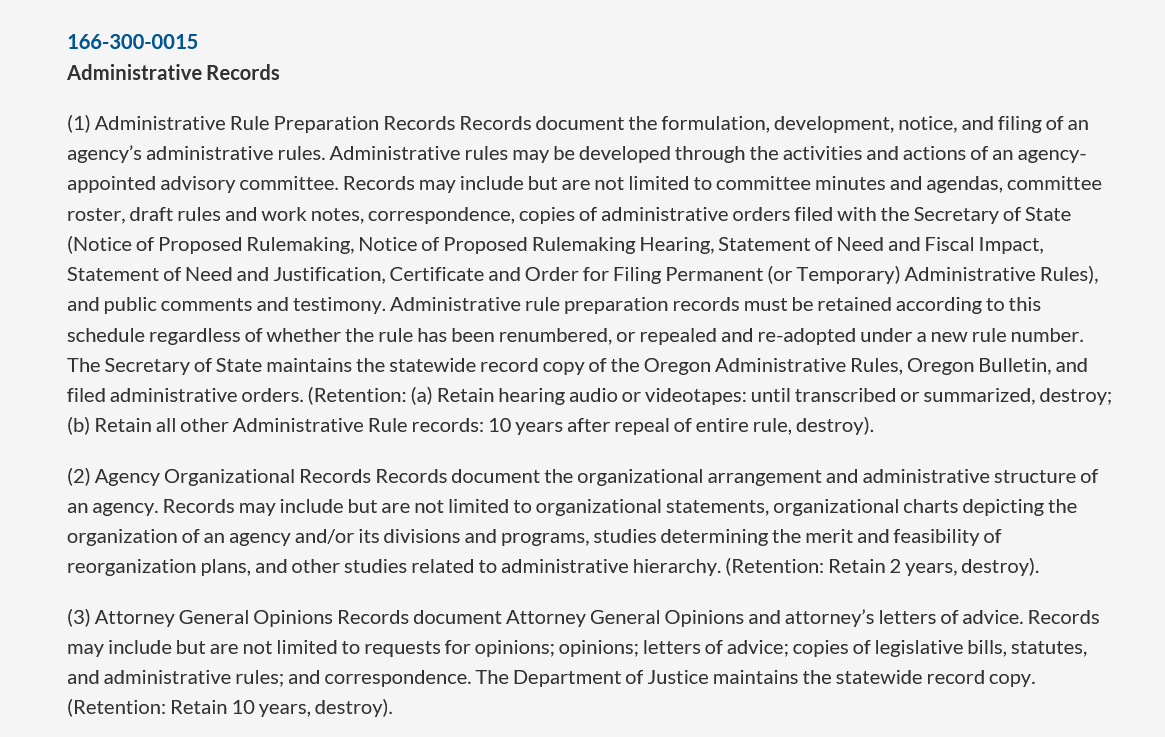 166-300-0015
Administrative Records
(1) Administrative Rule Preparation Records Records document the formulation, development, notice, and filing of an
agency’s administrative rules. Administrative rules may be developed through the activities and actions of an agency-
appointed advisory committee. Records may include but are not limited to committee minutes and agendas, committee
roster, draft rules and work notes, correspondence, copies of administrative orders filed with the Secretary of State
(Notice of Proposed Rulemaking, Notice of Proposed Rulemaking Hearing, Statement of Need and Fiscal Impact,
Statement of Need and Justification, Certificate and Order for Filing Permanent (or Temporary) Administrative Rules),
and public comments and testimony. Administrative rule preparation records must be retained according to this
schedule regardless of whether the rule has been renumbered, or repealed and re-adopted under a new rule number.
The Secretary of State maintains the statewide record copy of the Oregon Administrative Rules, Oregon Bulletin, and
filed administrative orders. (Retention: (a) Retain hearing audio or videotapes: until transcribed or summarized, destroy;
(b) Retain all other Administrative Rule records: 10 years after repeal of entire rule, destroy).
(2) Agency Organizational Records Records document the organizational arrangement and administrative structure of
an agency. Records may include but are not limited to organizational statements, organizational charts depicting the
organization of an agency and/or its divisions and programs, studies determining the merit and feasibility of
reorganization plans, and other studies related to administrative hierarchy. (Retention: Retain 2 years, destroy).
(3) Attorney General Opinions Records document Attorney General Opinions and attorney’s letters of advice. Records
may include but are not limited to requests for opinions; opinions; letters of advice; copies of legislative bills, statutes,
and administrative rules; and correspondence. The Department of Justice maintains the statewide record copy.
(Retention: Retain 10 years, destroy).